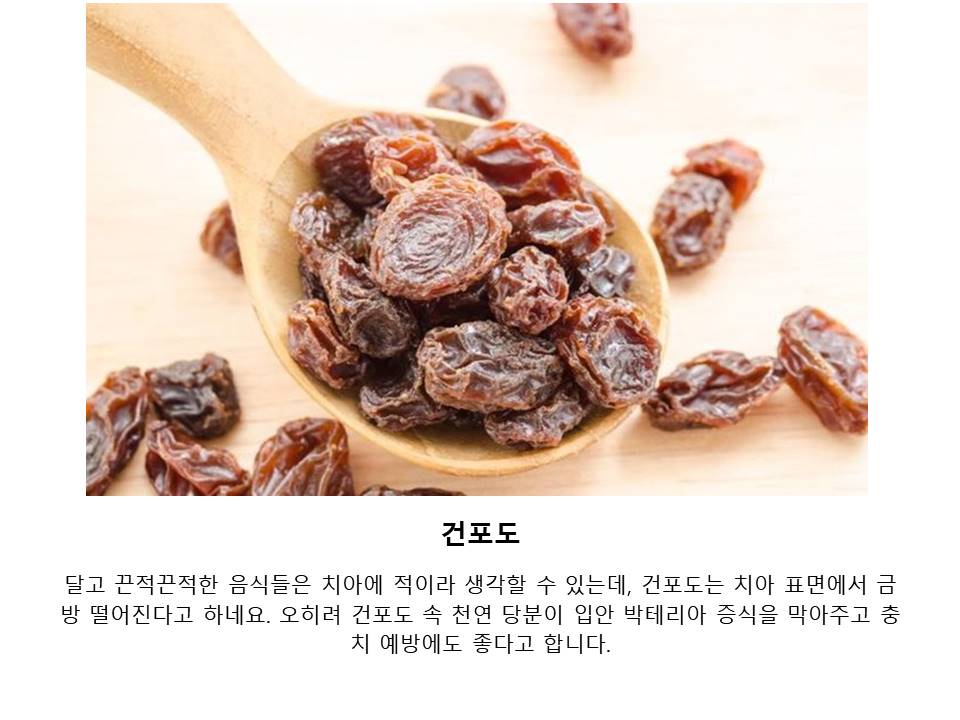 건포도
달고 끈적끈적한 음식들은 치아에 적이라 생각할 수 있는데, 건포도는 치아 표면에서 금
방 떨어진다고 하네요. 오히려 건포도 속 천연 당분이 입안 박테리아 증식을 막아주고 충
치 예방에도 좋다고 합니다.